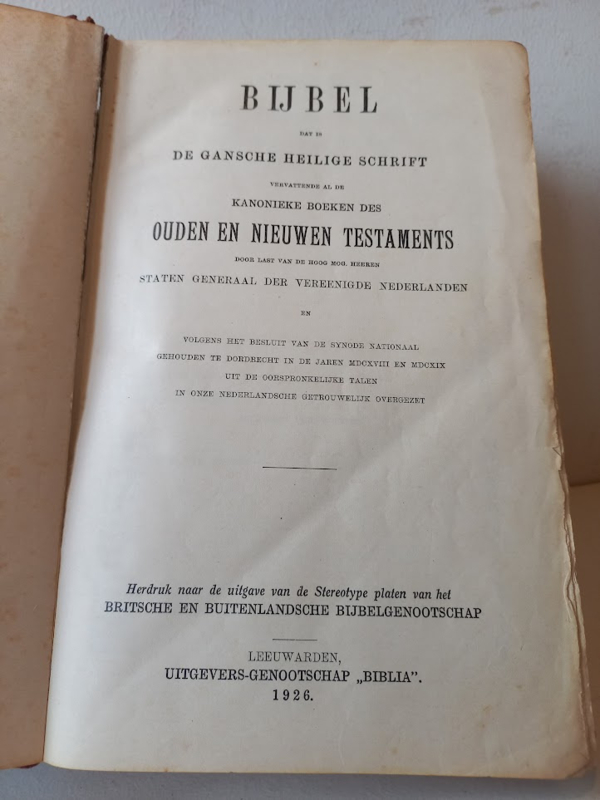 BIJBEL
DAT IS
DE GANSCHE HEILIGE SCHRIFT
VERVATTENDE AL DE
KANONIEKE BOEKEN DES
OUDEN EN NIEUWEN TESTAMENTS
DOOR LAST VAN DE HOOG MOG. HEEREN
STATEN GENERAAL DER VEREENIGDE NEDERLANDEN
EN
VOLGENS HET BESLUIT VAN DE SYNODE NATIONAAL
GEHOUDEN TE DORDRECHT IN DE JAREN MDCXVIII EN MDCXIX
UIT DE OORSPRONKELIJKE TALEN
IN ONZE NEDERLANDSCHE GETROUWELIJK OVERGEZET
Herdruk naar de uitgave van de Stereotype platen van het
BRITSCHE EN BUITENLANDSCHE BIJBELGENOOTSCHAP
LEEUWARDEN,
UITGEVERS-GENOOTSCHAP „BIBLIA”.
1926.